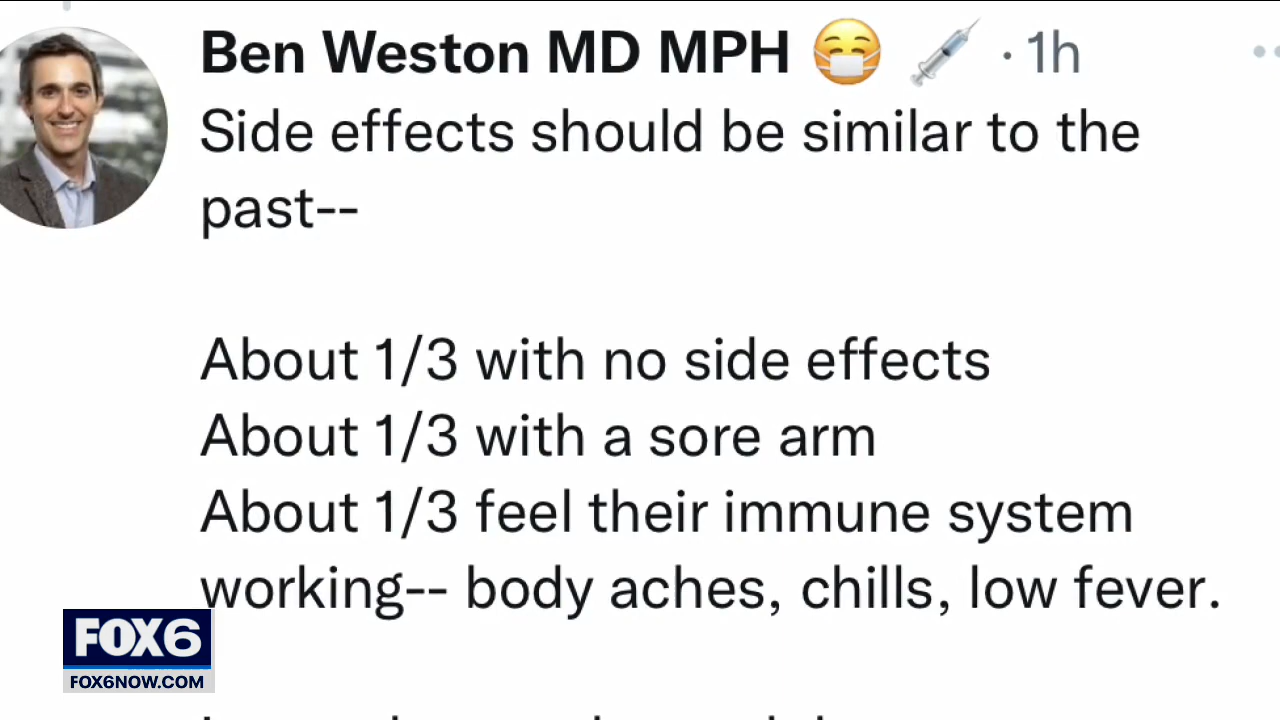 Ben Weston MD MPH 😷 💉 · 1h
Side effects should be similar to the
past--
About 1/3 with no side effects
About 1/3 with a sore arm
About 1/3 feel their immune system
working-- body aches, chills, low fever.
FOX6
FOX6NOW.COM